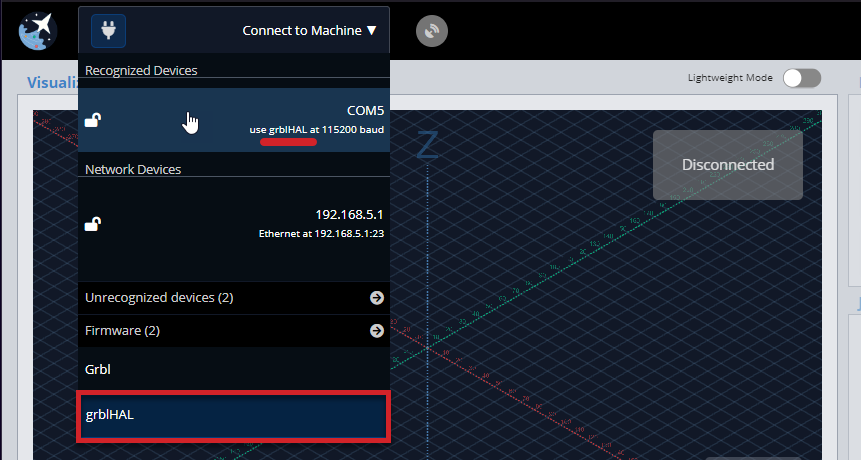 Connect to Machine ▼
Recognized Devices
Visualiz
Lightweight Mode
COM5
use grblHAL at 115200 baud
Z
Disconnected
Network Devices
192.168.5.1
Ethernet at 192.168.5.1:23
Unrecognized devices (2)
Firmware (2)
Grbl
grblHAL